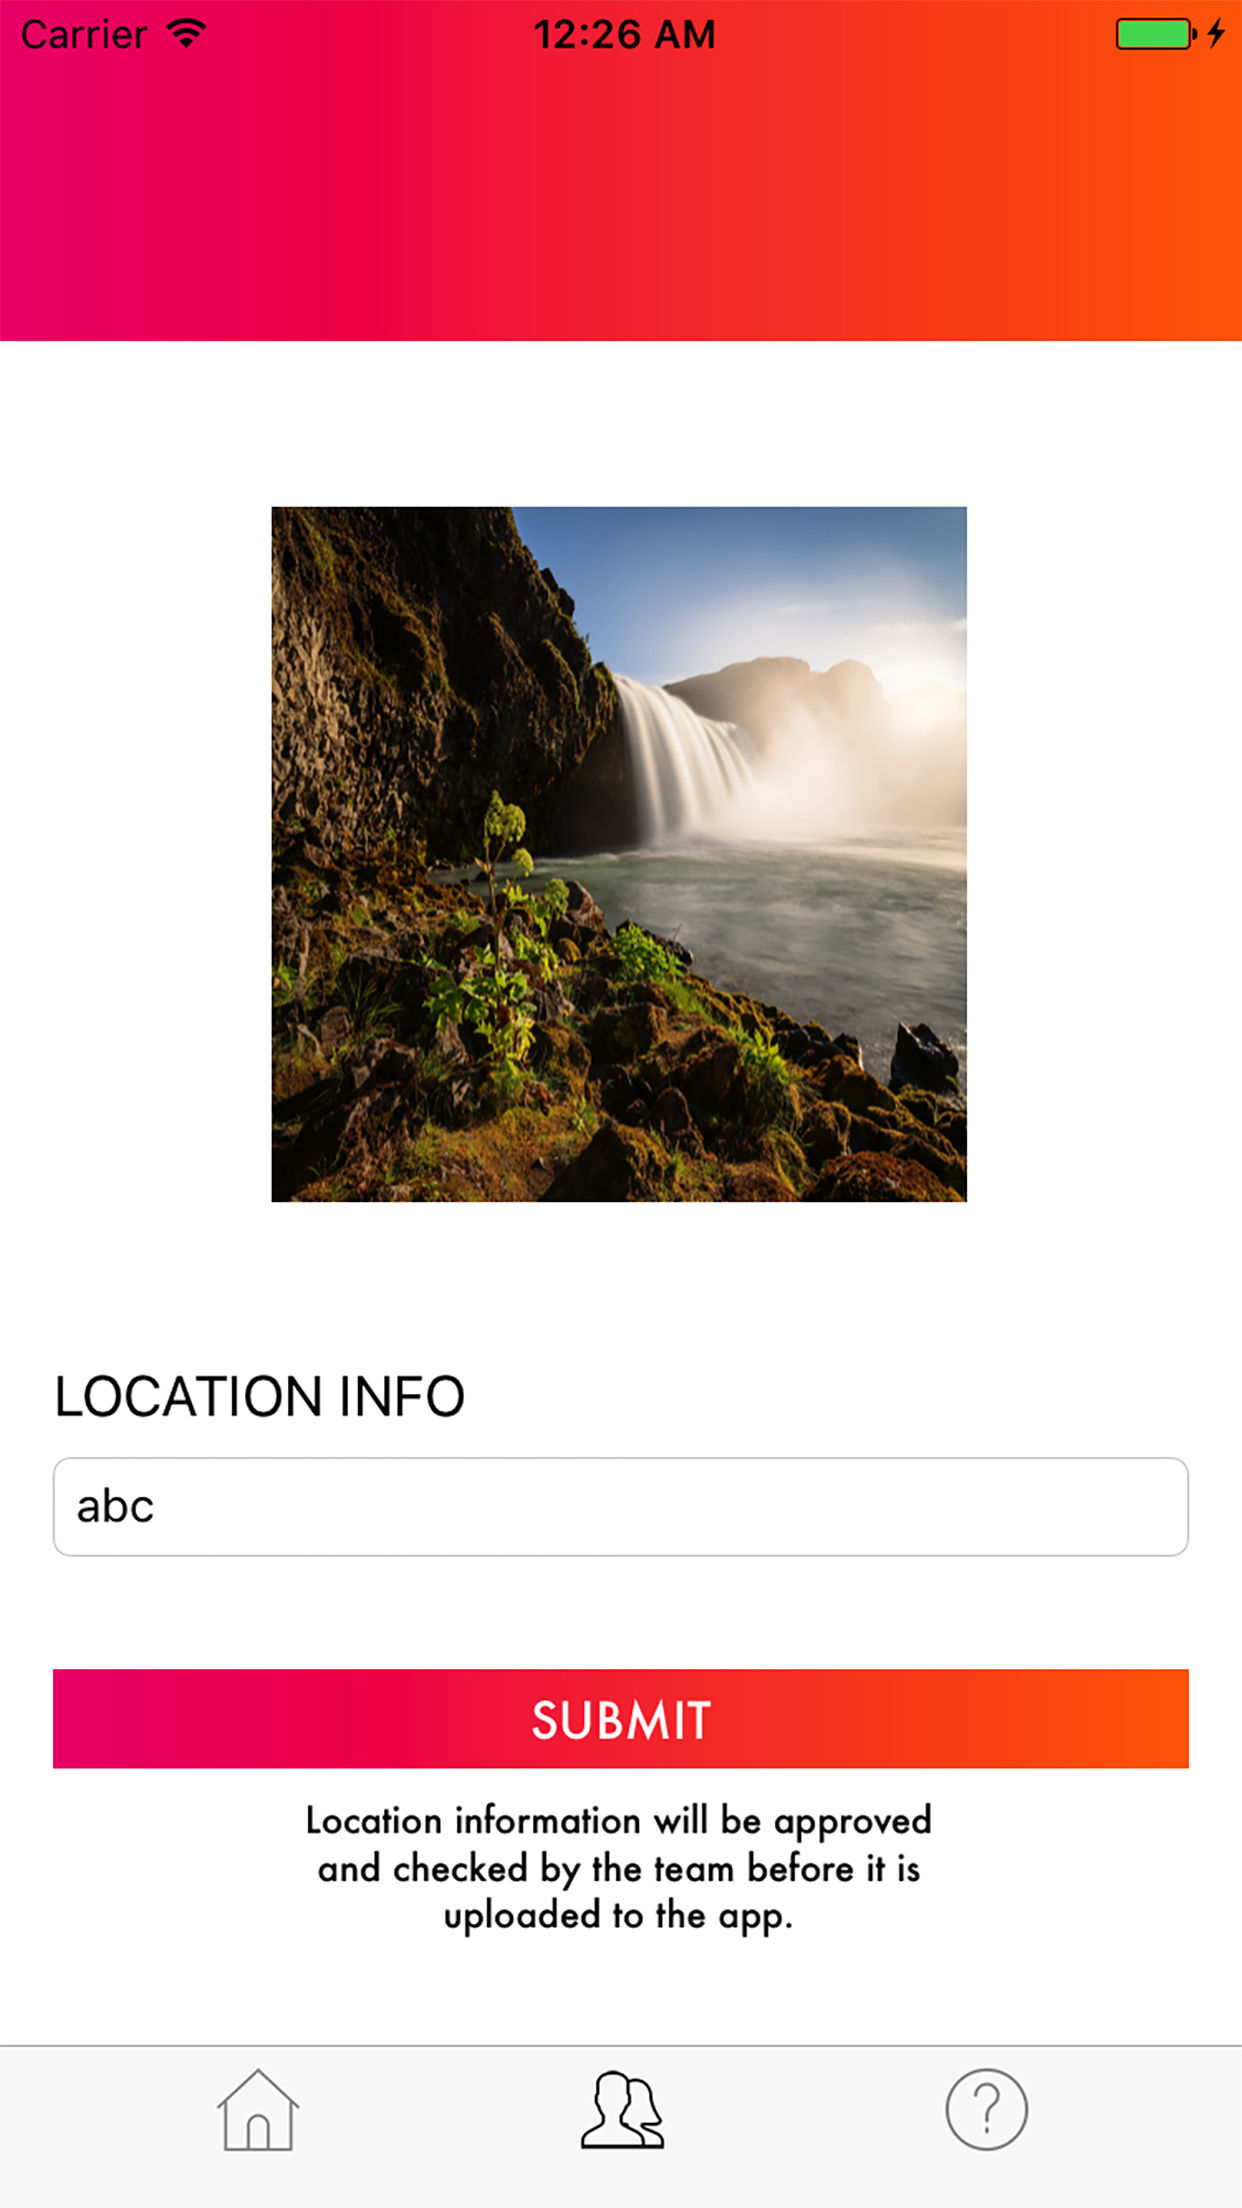 Carrier 12:26 AM
LOCATION INFO
abc
SUBMIT
Location information will be approved
and checked by the team before it is
uploaded to the app.
?